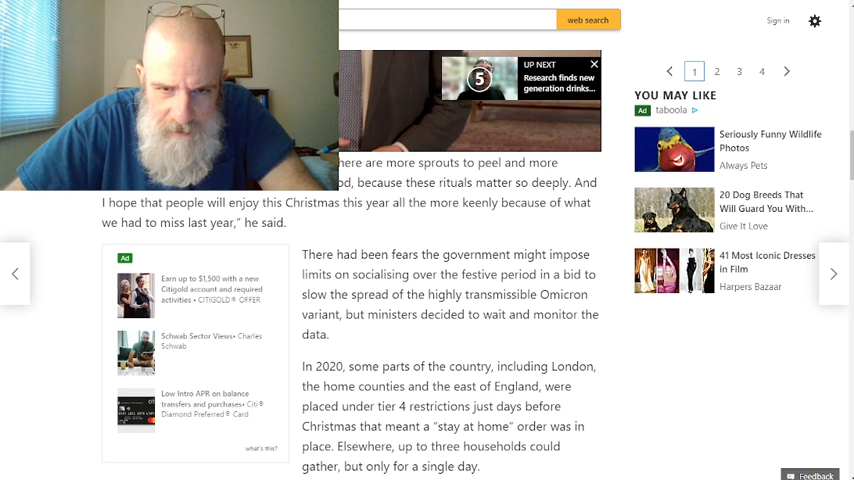 web search
Sign in
UP NEXT
5
Research finds new
generation drinks...
1 2 3 4
YOU MAY LIKE
Ad taboola
Seriously Funny Wildlife
Photos
Always Pets
20 Dog Breeds That
Will Guard You With...
Give It Love
41 Most Iconic Dresses
in Film
Harpers Bazaar
here are more sprouts to peel and more
od, because these rituals matter so deeply. And
I hope that people will enjoy this Christmas this year all the more keenly because of what
we had to miss last year,” he said.
Ad
Earn up to $1,500 with a new
Citigold account and required
activities • CITIGOLD® OFFER
Schwab Sector Views• Charles
Schwab
Low Intro APR on balance
transfers and purchases• Citi®
Diamond Preferred® Card
what's this?
There had been fears the government might impose
limits on socialising over the festive period in a bid to
slow the spread of the highly transmissible Omicron
variant, but ministers decided to wait and monitor the
data.
In 2020, some parts of the country, including London,
the home counties and the east of England, were
placed under tier 4 restrictions just days before
Christmas that meant a “stay at home” order was in
place. Elsewhere, up to three households could
gather, but only for a single day.
Feedback